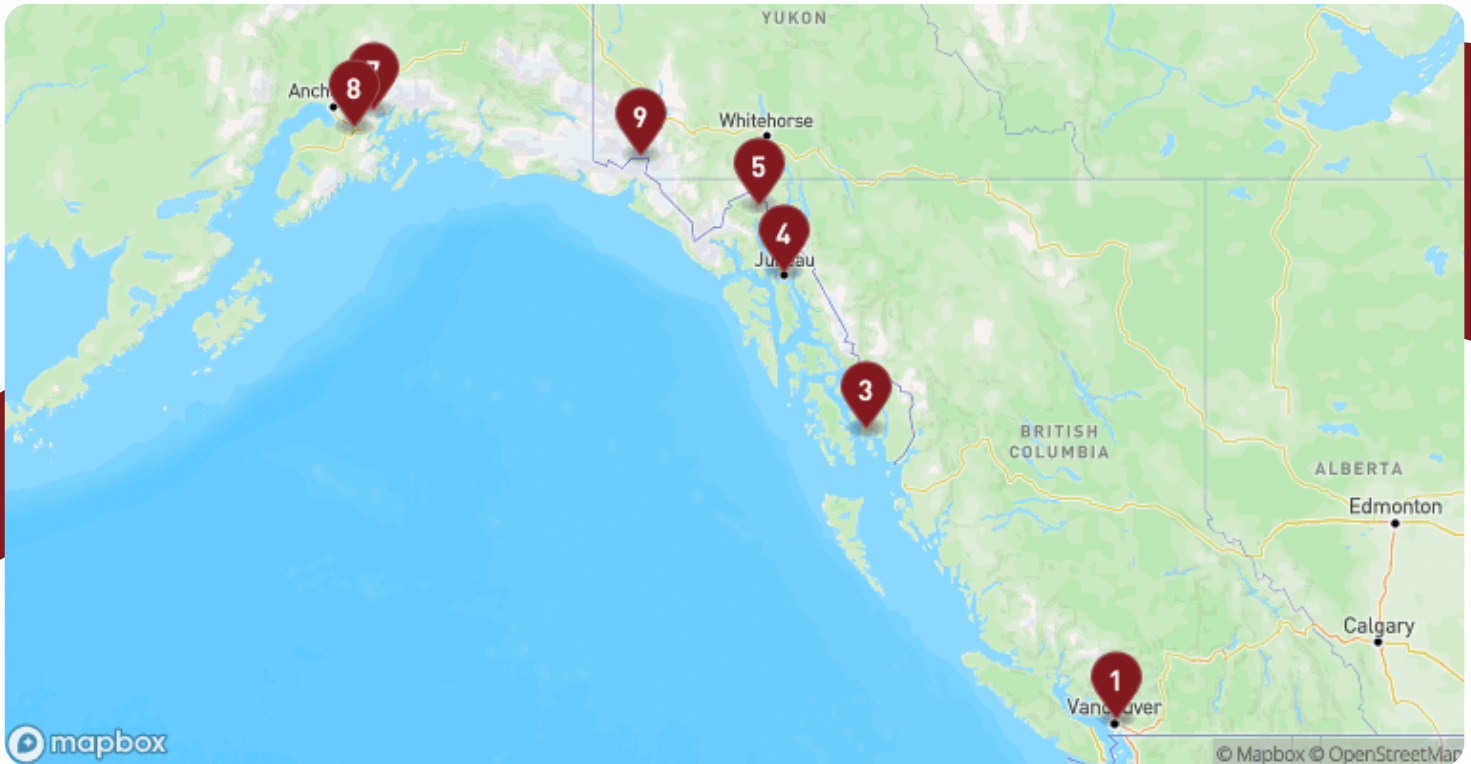 YUKON
7
8
Anch
9
Whitehorse
5
4
Ju au
3
BRITISH
COLUMBIA
ALBERTA
Edmonton
Calgary
1
Van uver
mapbox
© Mapbox © OpenStreetMap